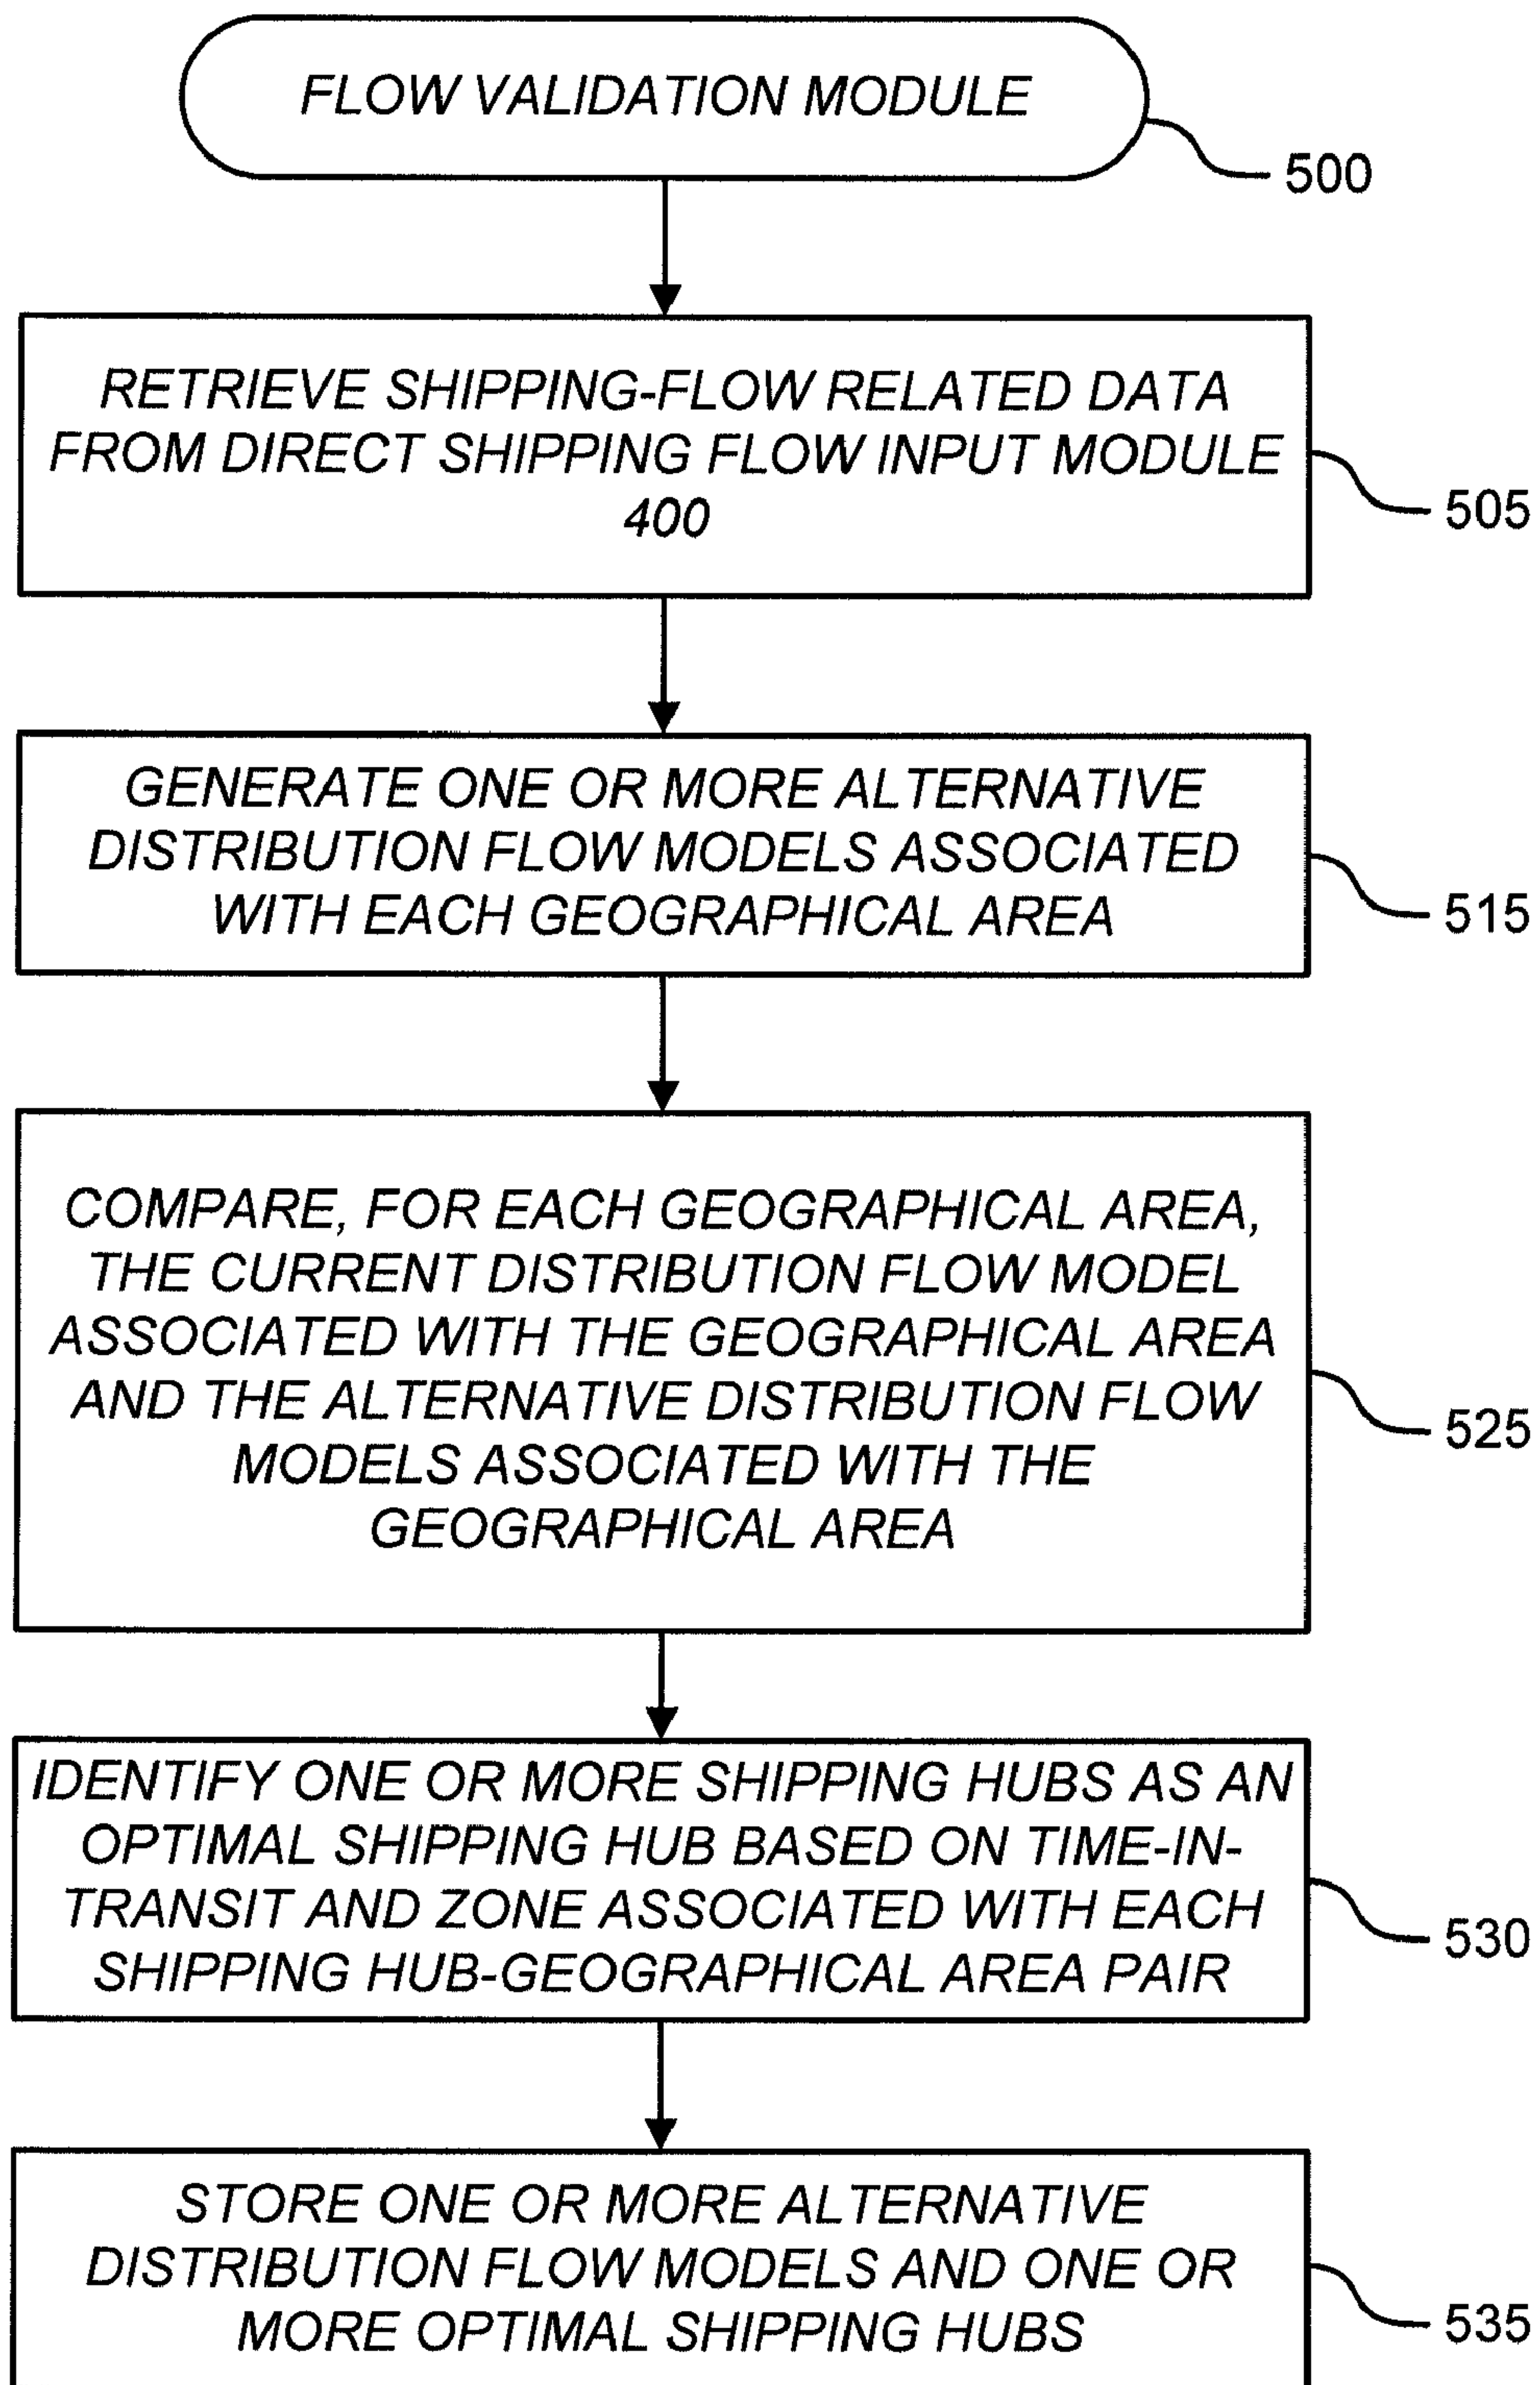 FLOW VALIDATION MODULE
500
RETRIEVE SHIPPING-FLOW RELATED DATA
FROM DIRECT SHIPPING FLOW INPUT MODULE
400
505
GENERATE ONE OR MORE ALTERNATIVE
DISTRIBUTION FLOW MODELS ASSOCIATED
WITH EACH GEOGRAPHICAL AREA
515
COMPARE, FOR EACH GEOGRAPHICAL AREA,
THE CURRENT DISTRIBUTION FLOW MODEL
ASSOCIATED WITH THE GEOGRAPHICAL AREA
AND THE ALTERNATIVE DISTRIBUTION FLOW
MODELS ASSOCIATED WITH THE
GEOGRAPHICAL AREA
525
IDENTIFY ONE OR MORE SHIPPING HUBS AS AN
OPTIMAL SHIPPING HUB BASED ON TIME-IN-
TRANSIT AND ZONE ASSOCIATED WITH EACH
SHIPPING HUB-GEOGRAPHICAL AREA PAIR
530
STORE ONE OR MORE ALTERNATIVE
DISTRIBUTION FLOW MODELS AND ONE OR
MORE OPTIMAL SHIPPING HUBS
535